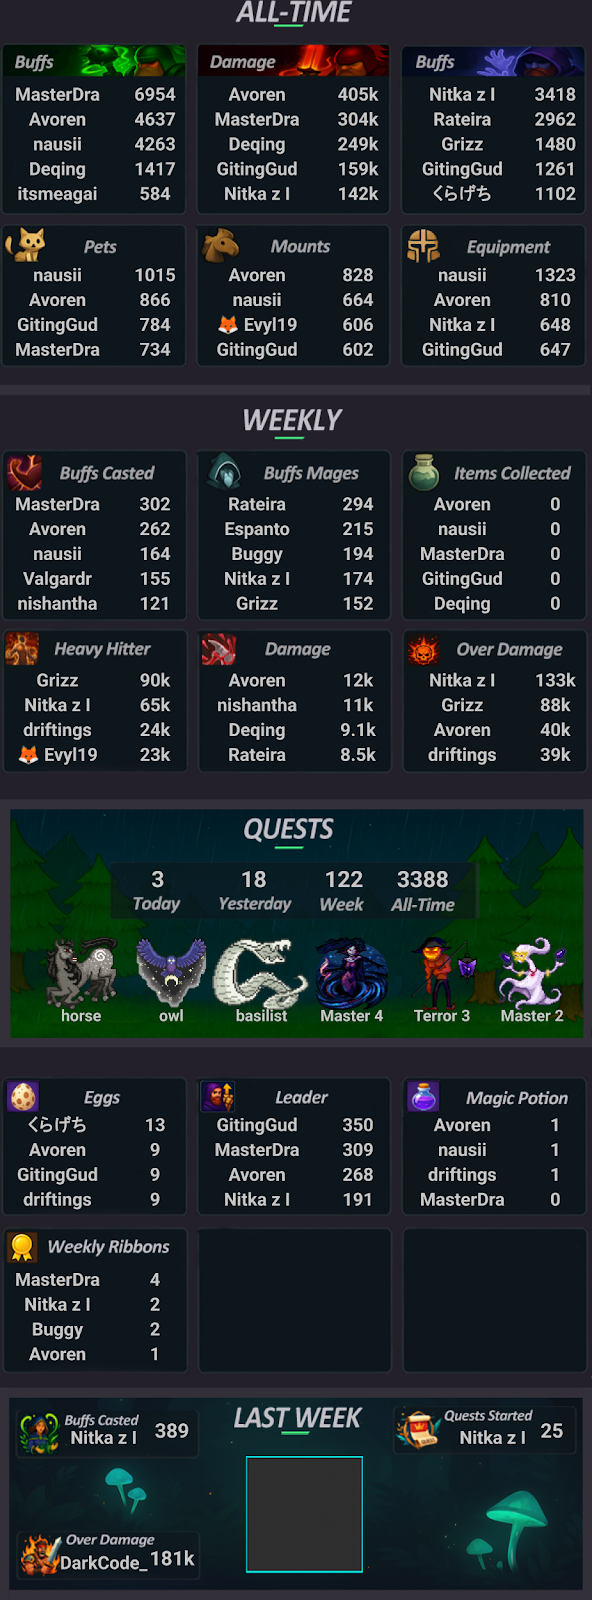 ALL-TIME
Buffs
MasterDra 6954
Avoren 4637
nausii 4263
Deqing 1417
itsmeagai 584
Damage
Avoren 405k
MasterDra 304k
Deqing 249k
GitingGud 159k
Nitka z I 142k
Buffs
Nitka z I 3418
Rateira 2962
Grizz 1480
GitingGud 1261
くらげち 1102
Pets
nausii 1015
Avoren 866
GitingGud 784
MasterDra 734
Mounts
Avoren 828
nausii 664
🦊 Evyl19 606
GitingGud 602
Equipment
nausii 1323
Avoren 810
Nitka z I 648
GitingGud 647
WEEKLY
Buffs Casted
MasterDra 302
Avoren 262
nausii 164
Valgardr 155
nishantha 121
Buffs Mages
Rateira 294
Espanto 215
Buggy 194
Nitka z I 174
Grizz 152
Items Collected
Avoren 0
nausii 0
MasterDra 0
GitingGud 0
Deqing 0
Heavy Hitter
Grizz 90k
Nitka z I 65k
driftings 24k
🦊 Evyl19 23k
Damage
Avoren 12k
nishantha 11k
Deqing 9.1k
Rateira 8.5k
Over Damage
Nitka z I 133k
Grizz 88k
Avoren 40k
driftings 39k
QUESTS
3 18 122 3388
Today Yesterday Week All-Time
horse owl basilist Master 4 Terror 3 Master 2
Eggs
くらげち 13
Avoren 9
GitingGud 9
driftings 9
Leader
GitingGud 350
MasterDra 309
Avoren 268
Nitka z I 191
Magic Potion
Avoren 1
nausii 1
driftings 1
MasterDra 0
Weekly Ribbons
MasterDra 4
Nitka z I 2
Buggy 2
Avoren 1
LAST WEEK
Buffs Casted
Nitka z I 389
Quests Started
Nitka z I 25
Over Damage
DarkCode_ 181k